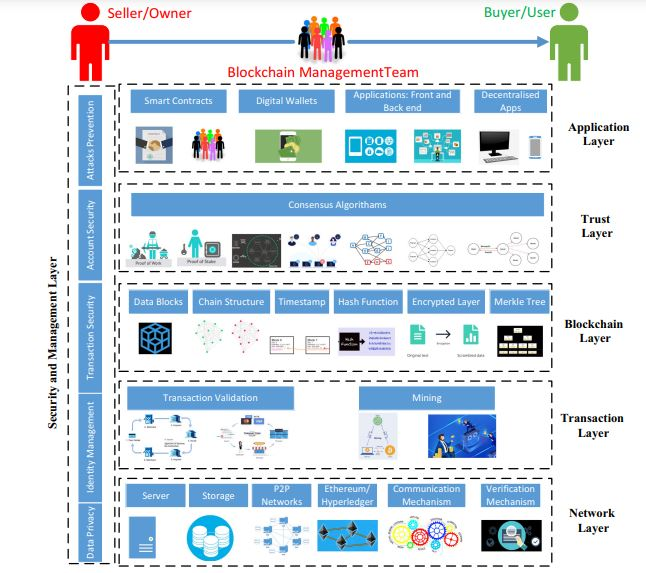 Seller/Owner
Buyer/User
Blockchain ManagementTeam
Security and Management Layer
Attacks Prevention
Account Security
Transaction Security
Identity Management
Data Privacy
Smart Contracts
Digital Wallets
Applications: Front and
Back end
Decentralised
Apps
Application
Layer
Consensus Algorithams
Proof of Work
Proof of Stake
Trust
Layer
Data Blocks
Chain Structure
Timestamp
Hash Function
Encrypted Layer
Merkle Tree
Hash
Function
Original text
Scrambled data
Blockchain
Layer
Transaction Validation
Mining
Transaction
Layer
Server
Storage
P2P
Networks
Ethereum/
Hyperledger
Communication
Mechanism
Verification
Mechanism
Network
Layer